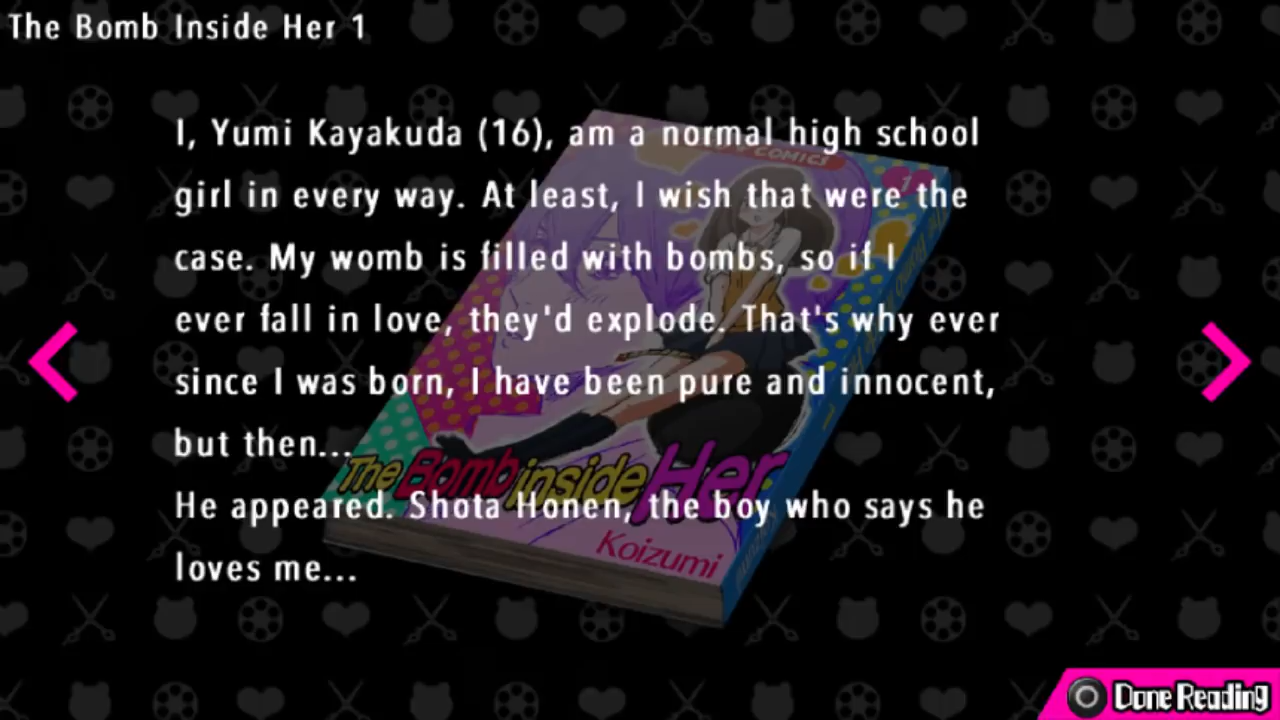 The Bomb Inside Her 1
I, Yumi Kayakuda (16), am a normal high school
girl in every way. At least, I wish that were the
case. My womb is filled with bombs, so if I
ever fall in love, they'd explode. That's why ever
since I was born, I have been pure and innocent,
but then...
He appeared. Shota Honen, the boy who says he
loves me...
COMICS
1
The Bomb inside Her
Koizumi
1
Done Reading